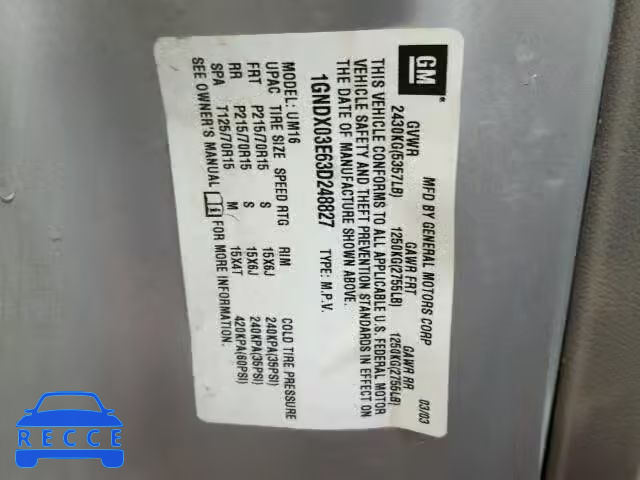 GM
MFD BY GENERAL MOTORS CORP 03/03
GVWR GAWR FRT GAWR RR
2430KG(5357LB) 1250KG(2755LB) 1250KG(2755LB)
THIS VEHICLE CONFORMS TO ALL APPLICABLE U.S. FEDERAL MOTOR
VEHICLE SAFETY AND THEFT PREVENTION STANDARDS IN EFFECT ON
THE DATE OF MANUFACTURE SHOWN ABOVE.
1GNDX03E63D248827 TYPE: M.P.V.
MODEL: UM16
UPAC TIRE SIZE SPEED RTG RIM COLD TIRE PRESSURE
FRT P215/70R15 S 15X6J 240KPA(35PSI)
RR P215/70R15 S 15X6J 240KPA(35PSI)
SPA T125/70R15 M 15X4T 420KPA(60PSI)
SEE OWNER'S MANUAL FOR MORE INFORMATION.
RECCE